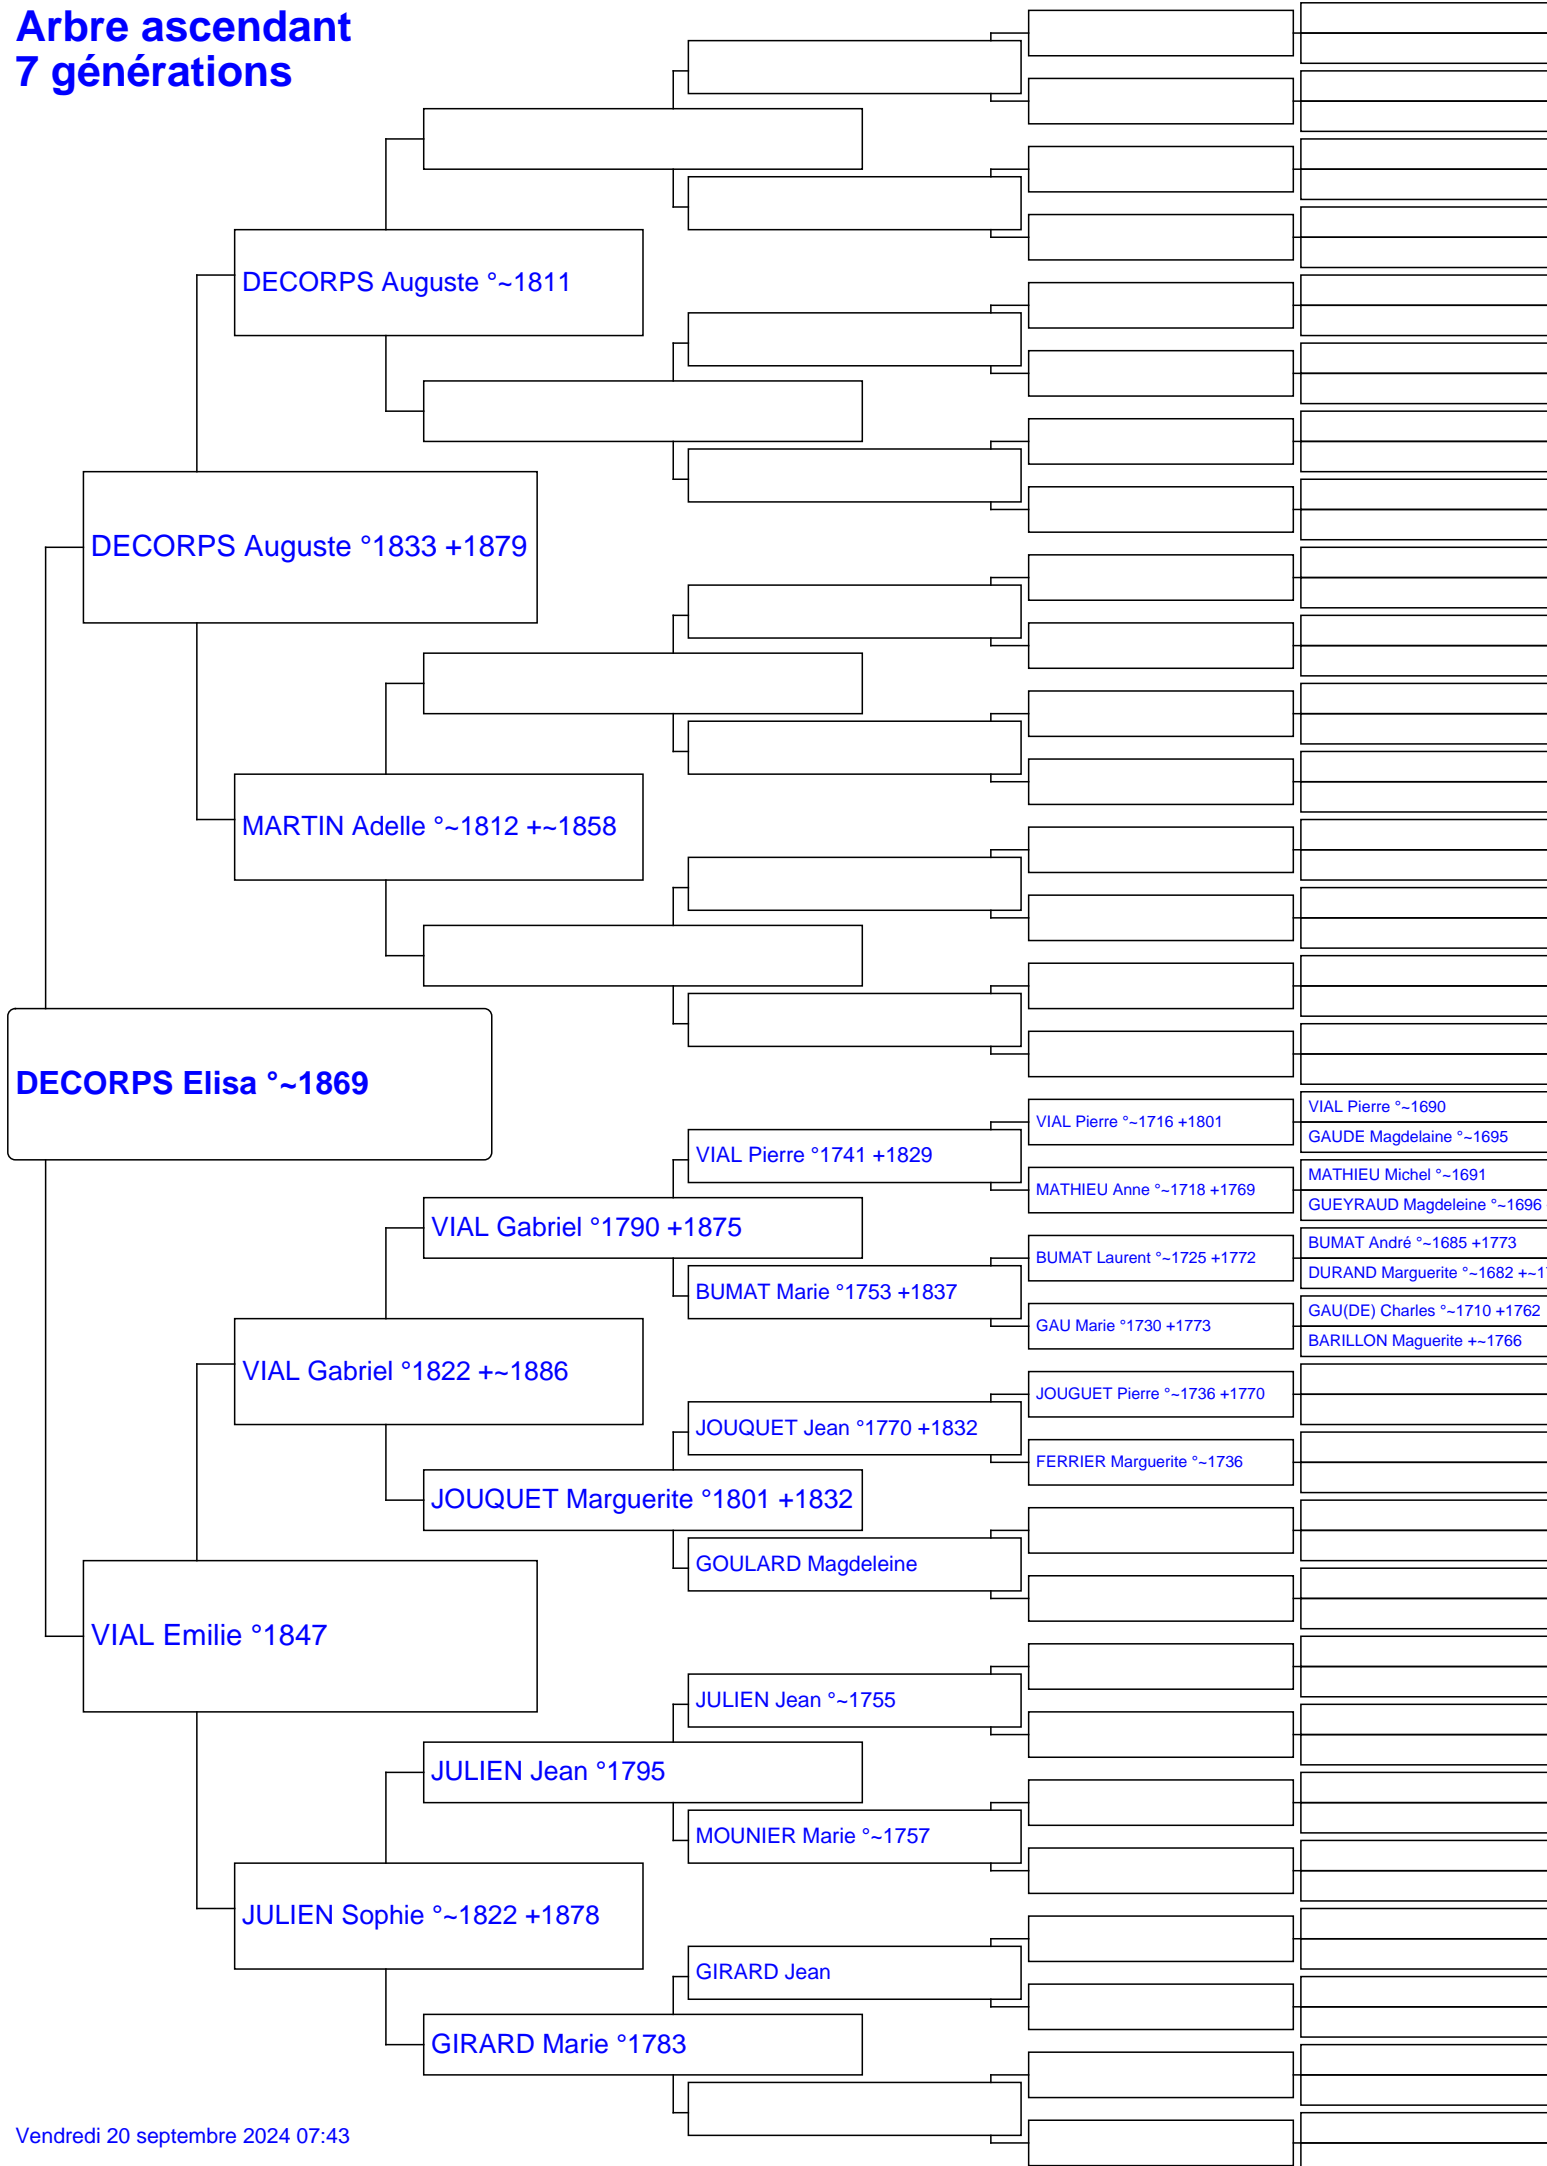 Arbre ascendant
7 générations
DECORPS Auguste °~1811
DECORPS Auguste °1833 +1879
MARTIN Adelle °~1812 +~1858
DECORPS Elisa °~1869
VIAL Pierre °~1690
VIAL Pierre °~1716 +1801
GAUDE Magdelaine °~1695
VIAL Pierre °1741 +1829
MATHIEU Michel °~1691
MATHIEU Anne °~1718 +1769
GUEYRAUD Magdeleine °~1696
VIAL Gabriel °1790 +1875
BUMAT André °~1685 +1773
BUMAT Laurent °~1725 +1772
DURAND Marguerite °~1682 +~1
BUMAT Marie °1753 +1837
GAU(DE) Charles °~1710 +1762
GAU Marie °1730 +1773
BARILLON Maguerite +~1766
VIAL Gabriel °1822 +~1886
JOUGUET Pierre °~1736 +1770
JOUQUET Jean °1770 +1832
FERRIER Marguerite °~1736
JOUQUET Marguerite °1801 +1832
GOULARD Magdeleine
VIAL Emilie °1847
JULIEN Jean °~1755
JULIEN Jean °1795
MOUNIER Marie °~1757
JULIEN Sophie °~1822 +1878
GIRARD Jean
GIRARD Marie °1783
Vendredi 20 septembre 2024 07:43